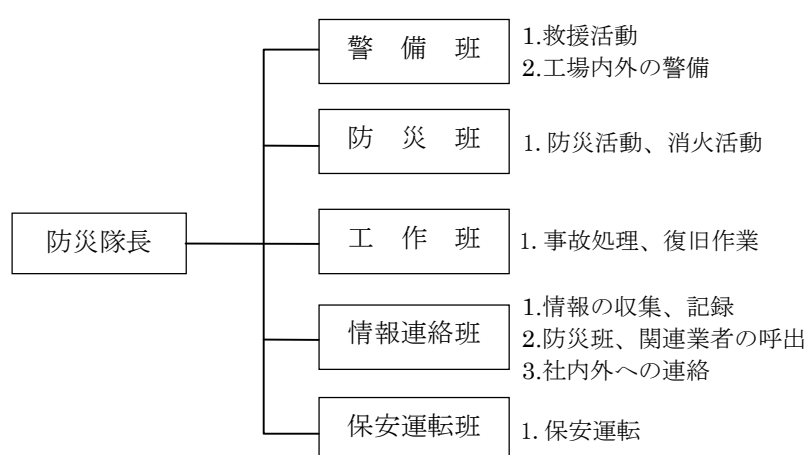 警 備 班
1.救援活動
2.工場内外の警備
防 災 班
1.防災活動、消火活動
防災隊長
工 作 班
1.事故処理、復旧作業
情報連絡班
1.情報の収集、記録
2.防災班、関連業者の呼出
3.社内外への連絡
保安運転班
1.保安運転